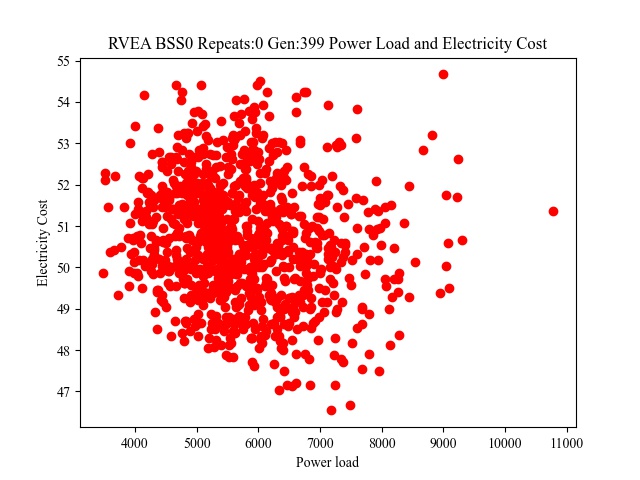 RVEA BSS0 Repeats:0 Gen:399 Power Load and Electricity Cost
55
54
53
52
51
50
49
48
47
Electricity Cost
4000 5000 6000 7000 8000 9000 10000 11000
Power load